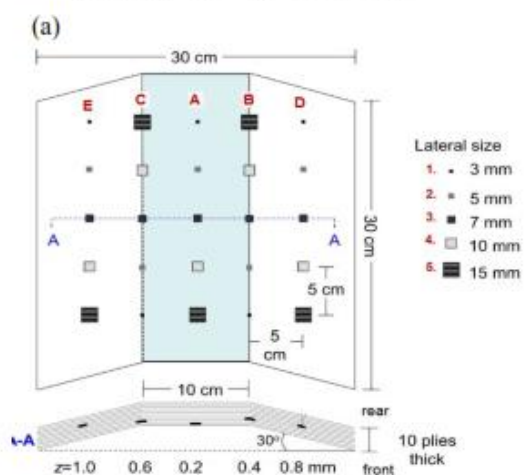 (a)
30 cm
E C A B D
Lateral size
1. 3 mm
2. 5 mm
3. 7 mm
4. 10 mm
5. 15 mm
A A
30 cm
5 cm
5
cm
10 cm
A-A
rear
30°
10 plies
thick
z=1.0 0.6 0.2 0.4 0.8 mm front